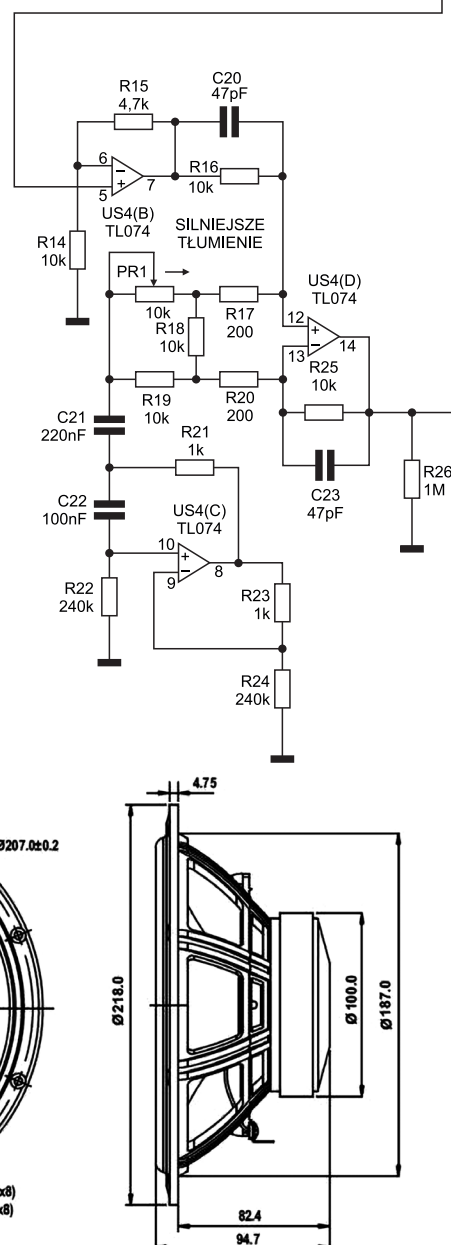 R15
4,7k
C20
47pF
6
5
7
R16
10k
US4(B)
TL074
SILNIEJSZE
TŁUMIENIE
R14
10k
PR1
10k
R17
200
US4(D)
TL074
12
13
14
R18
10k
R25
10k
R19
10k
R20
200
C21
220nF
R21
1k
C23
47pF
R26
1M
C22
100nF
US4(C)
TL074
10
9
8
R22
240k
R23
1k
R24
240k
4.75
Ø207.0±0.2
Ø218.0
Ø100.0
Ø187.0
x8)
x8)
82.4
94.7